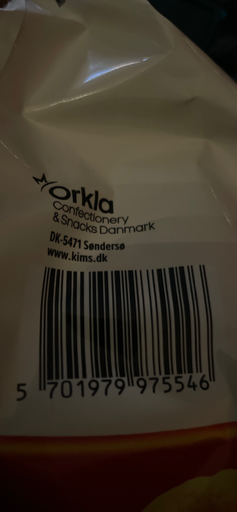 orkla
Confectionery
& Snacks Danmark
DK-5471 Søndersø
www.kims.dk
5 701979 975546